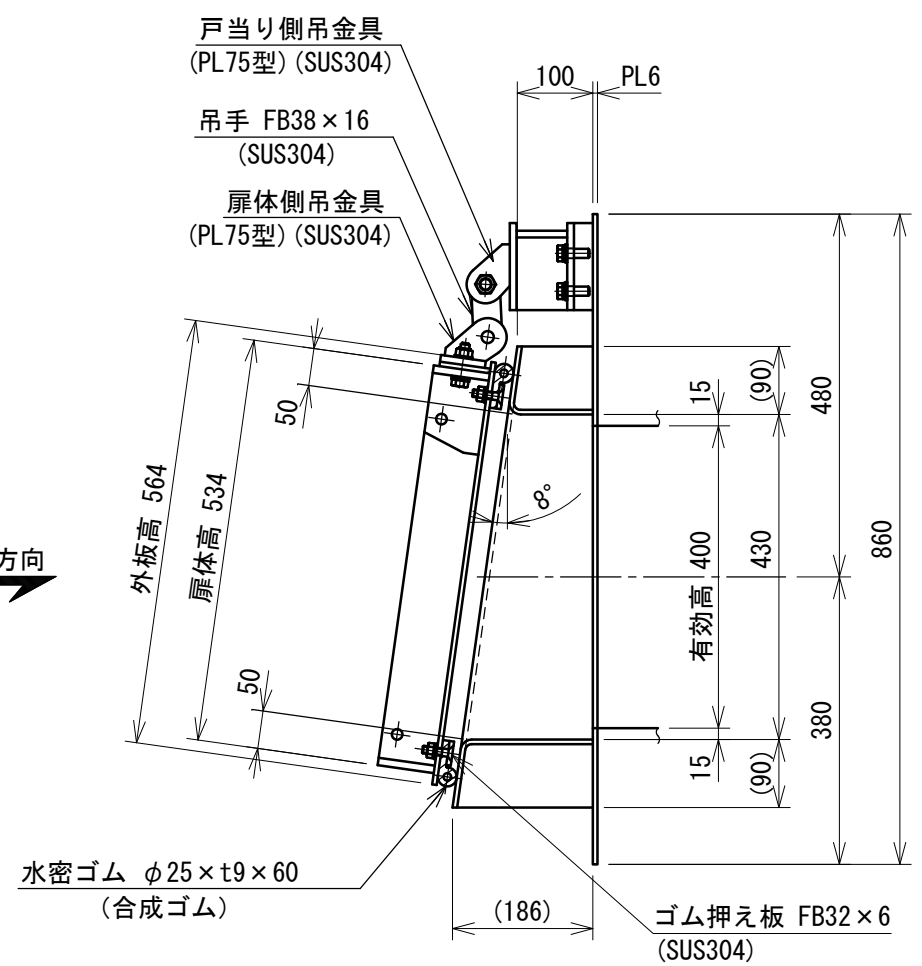 戸当り側吊金具
(PL75型)(SUS304)
吊手 FB38×16
(SUS304)
扉体側吊金具
(PL75型)(SUS304)
100
PL6
50
15
(90)
480
8°
外板高 564
扉体高 534
方向
有効高 400
430
860
50
380
15
(90)
水密ゴム φ25×t9×60
(合成ゴム)
(186)
ゴム押え板 FB32×6
(SUS304)